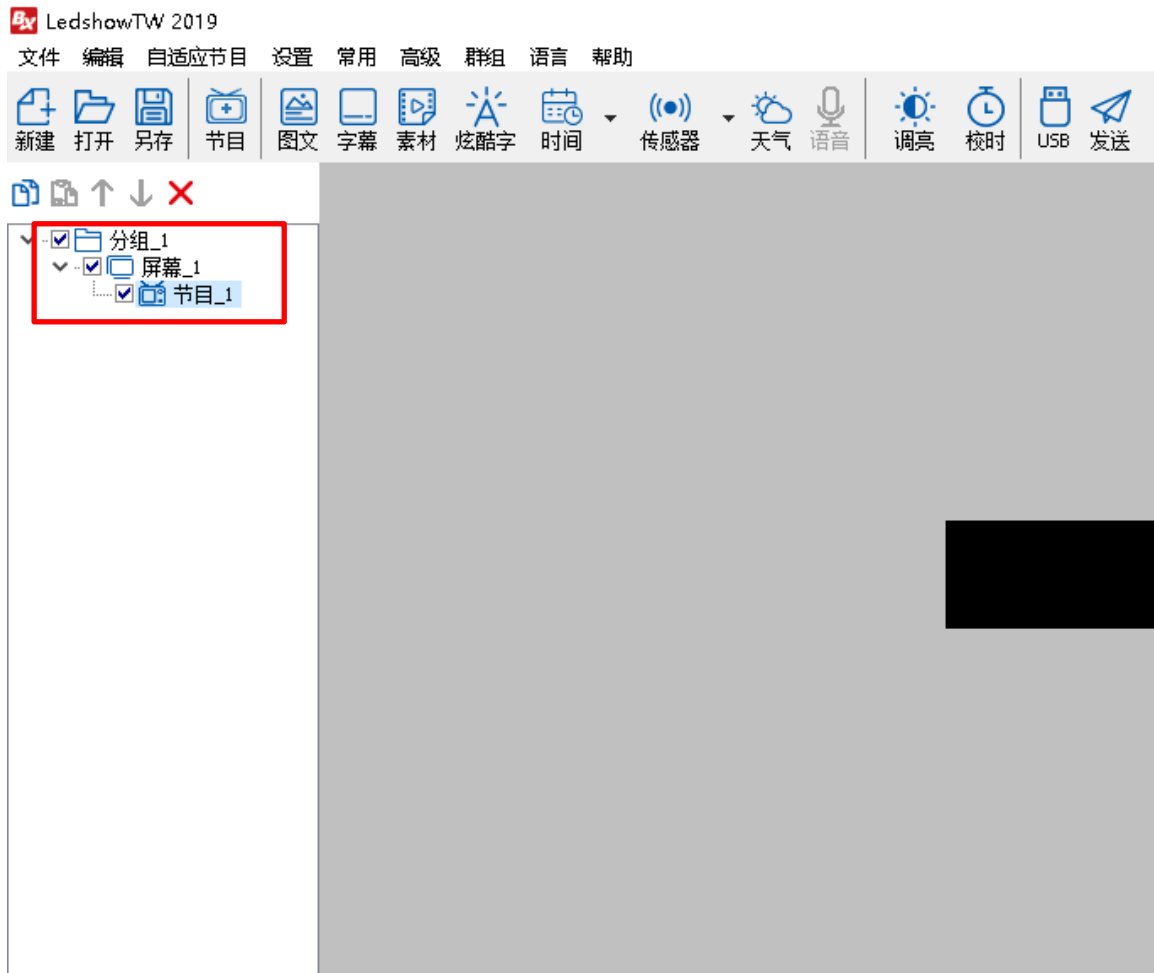 BX LedshowTW 2019
文件 编辑 自适应节目 设置 常用 高级 群组 语言 帮助
新建 打开 另存 节目 图文 字幕 素材 炫酷字 时间 传感器 天气 语音 调亮 校时 USB 发送
分组_1
屏幕_1
节目_1